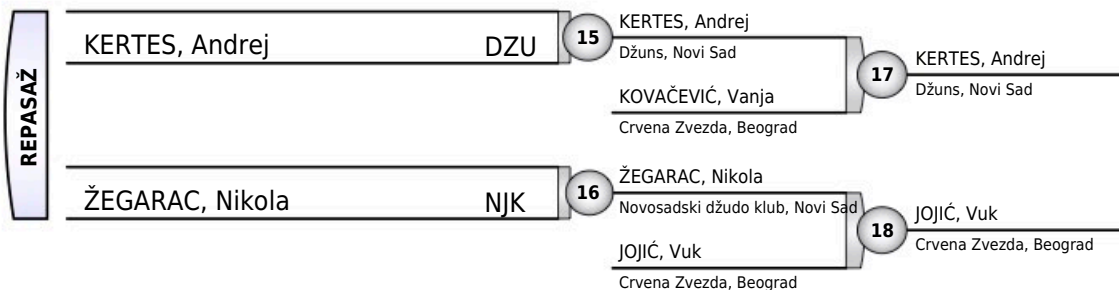 REPASAŽ
KERTES, Andrej DZU
15
KERTES, Andrej
Džuns, Novi Sad
KOVAČEVIĆ, Vanja
Crvena Zvezda, Beograd
17
KERTES, Andrej
Džuns, Novi Sad
ŽEGARAC, Nikola NJK
16
ŽEGARAC, Nikola
Novosadski džudo klub, Novi Sad
JOJIĆ, Vuk
Crvena Zvezda, Beograd
18
JOJIĆ, Vuk
Crvena Zvezda, Beograd